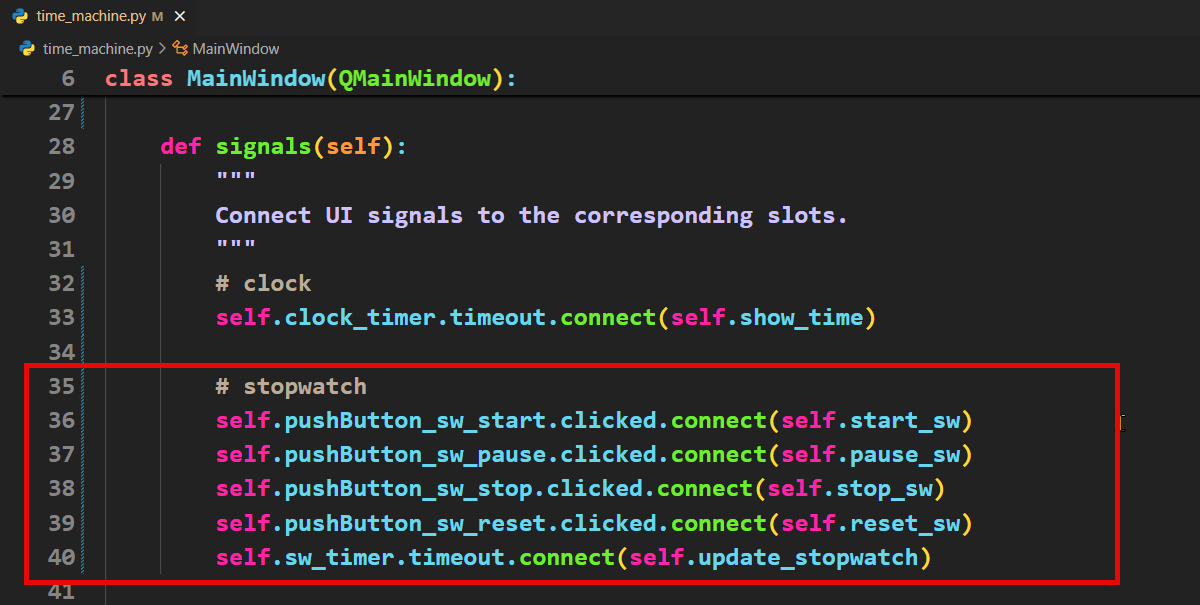 time_machine.py M ×
time_machine.py > MainWindow
6 class MainWindow(QMainWindow):
27
28 def signals(self):
29 """
30 Connect UI signals to the corresponding slots.
31 """
32 # clock
33 self.clock_timer.timeout.connect(self.show_time)
34
35 # stopwatch
36 self.pushButton_sw_start.clicked.connect(self.start_sw)
37 self.pushButton_sw_pause.clicked.connect(self.pause_sw)
38 self.pushButton_sw_stop.clicked.connect(self.stop_sw)
39 self.pushButton_sw_reset.clicked.connect(self.reset_sw)
40 self.sw_timer.timeout.connect(self.update_stopwatch)
41